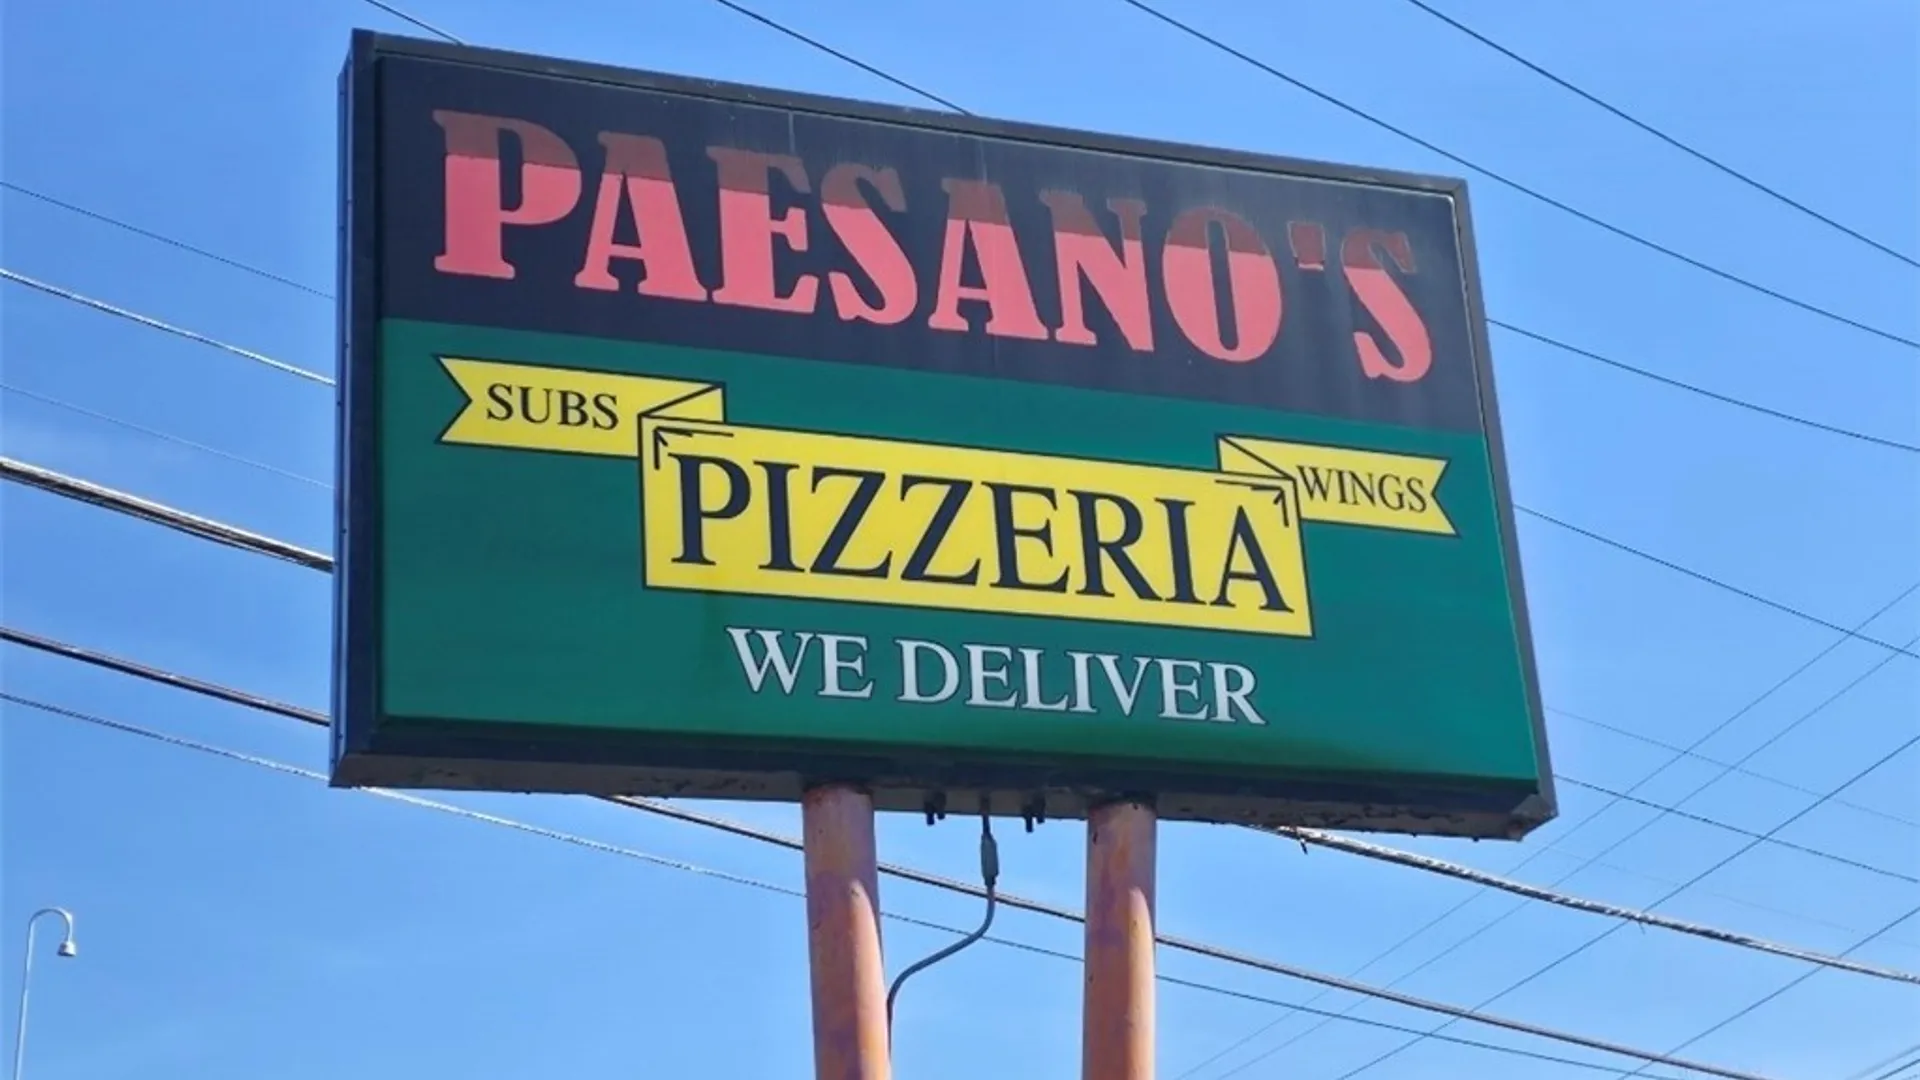 PAESANO'S
SUBS
PIZZERIA
WINGS
WE DELIVER